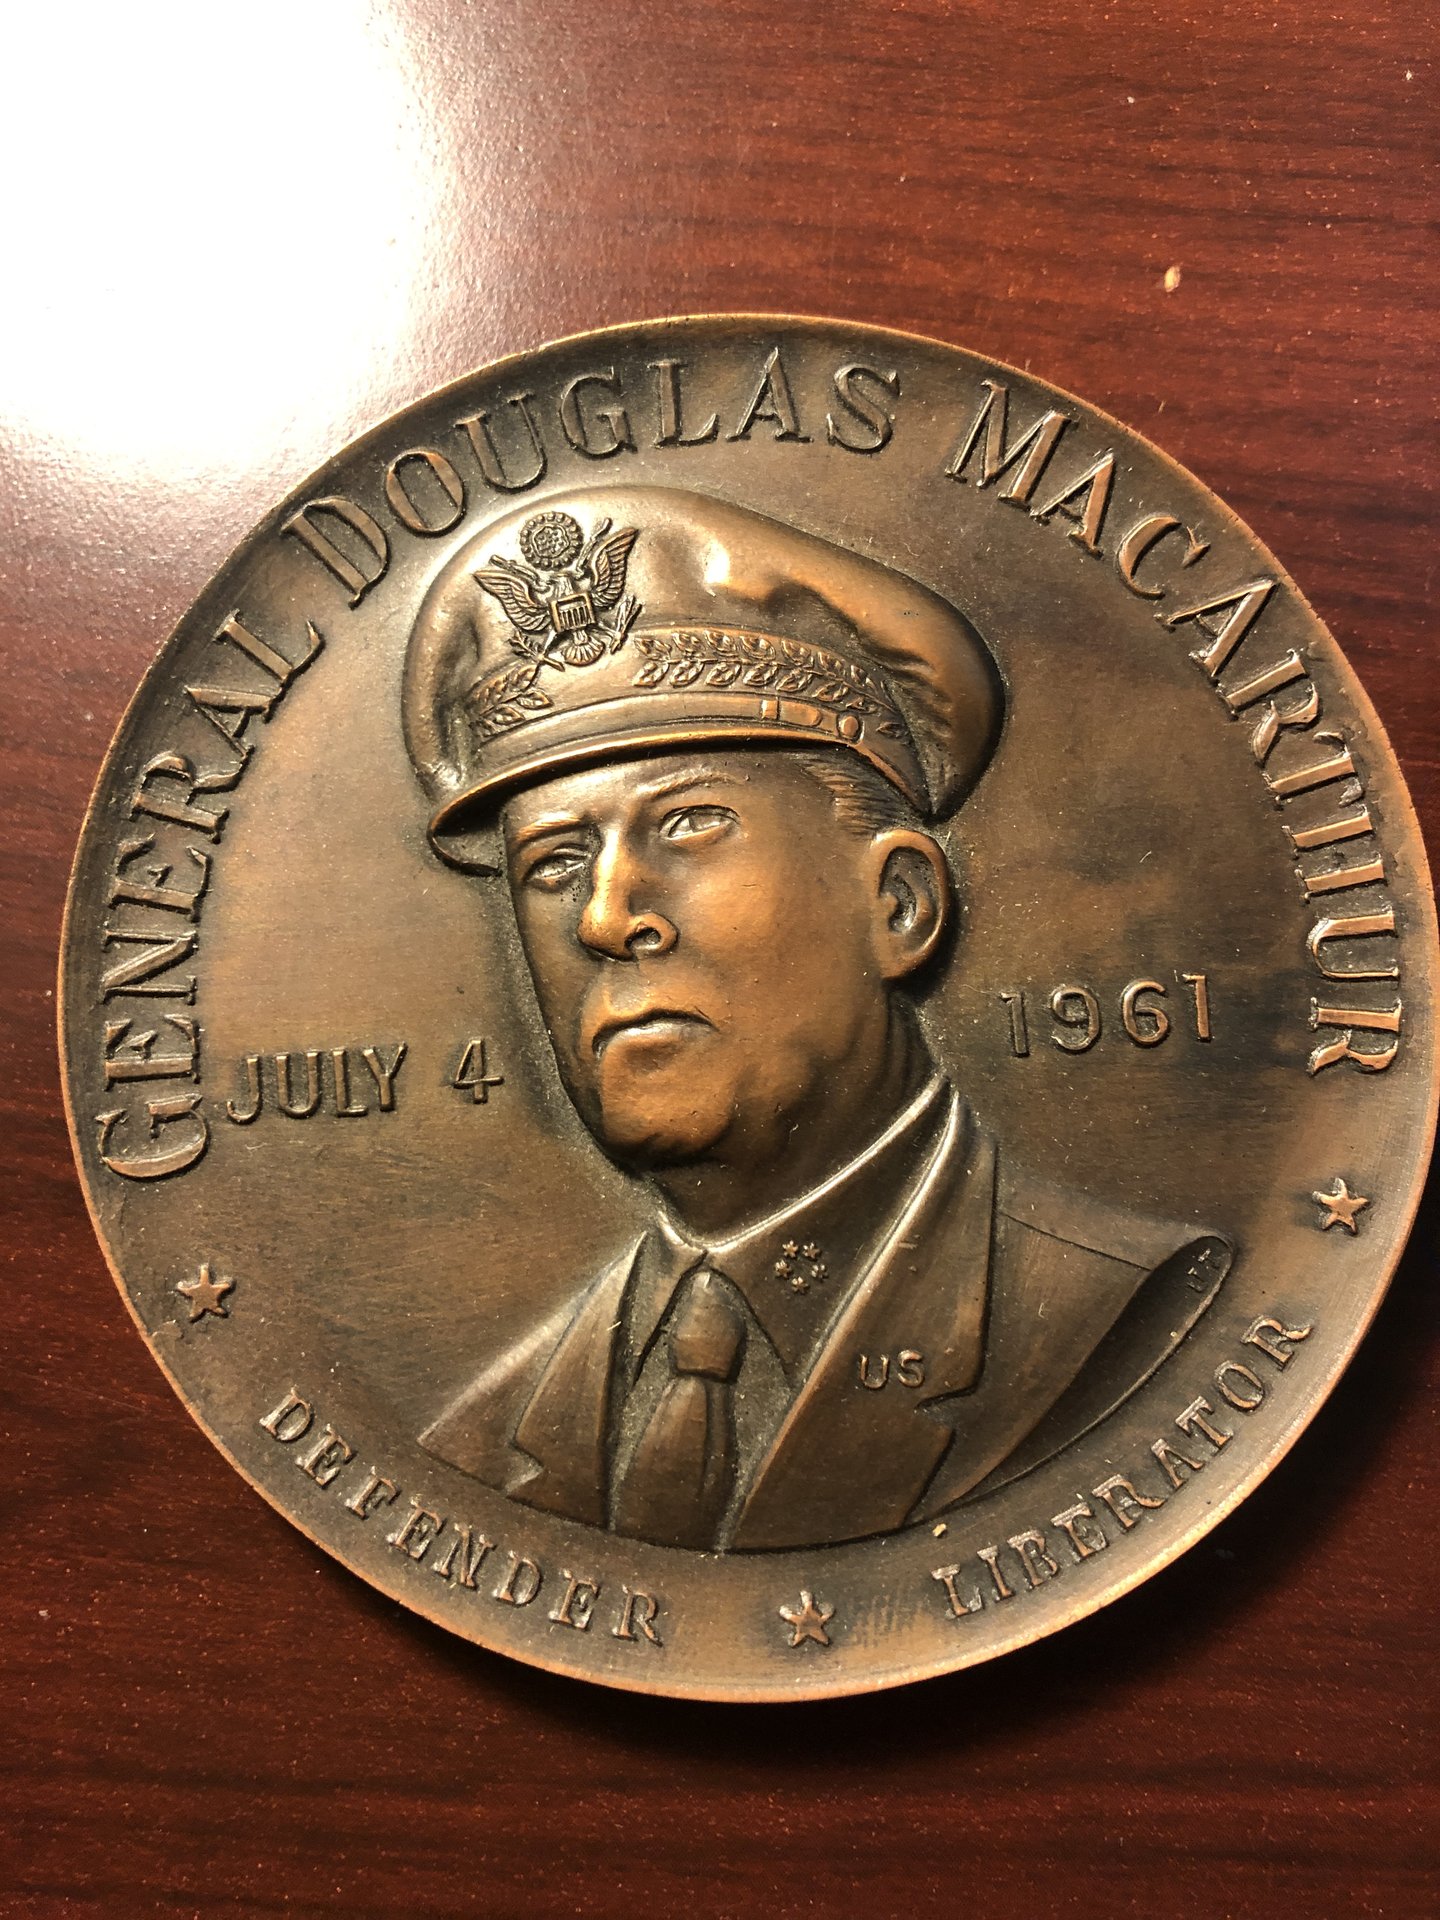 GENERAL DOUGLAS MACARTHUR
JULY 4 1961
US
DEFENDER ★ LIBERATOR